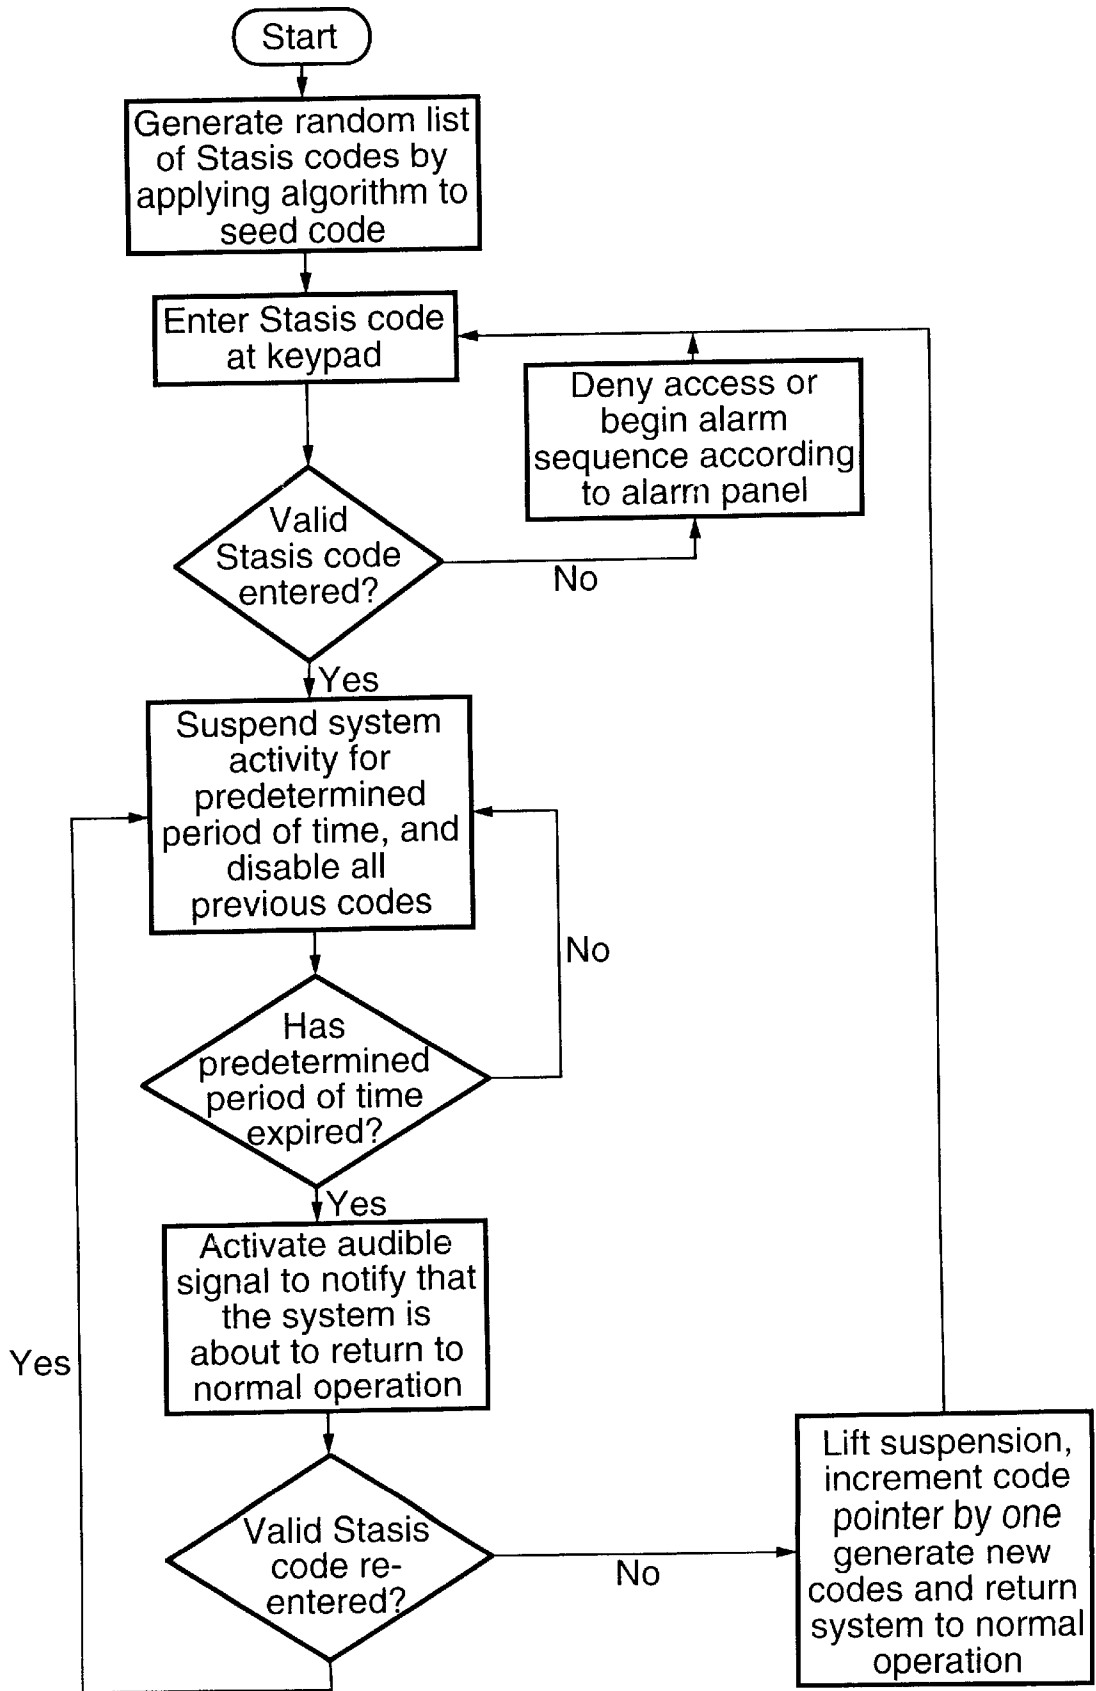 Start
Generate random list
of Stasis codes by
applying algorithm to
seed code
Enter Stasis code
at keypad
Deny access or
begin alarm
sequence according
to alarm panel
Valid
Stasis code
entered?
No
Yes
Suspend system
activity for
predetermined
period of time, and
disable all
previous codes
No
Has
predetermined
period of time
expired?
Yes
Activate audible
signal to notify that
the system is
about to return to
normal operation
Yes
Valid Stasis
code re-
entered?
No
Lift suspension,
increment code
pointer by one
generate new
codes and return
system to normal
operation